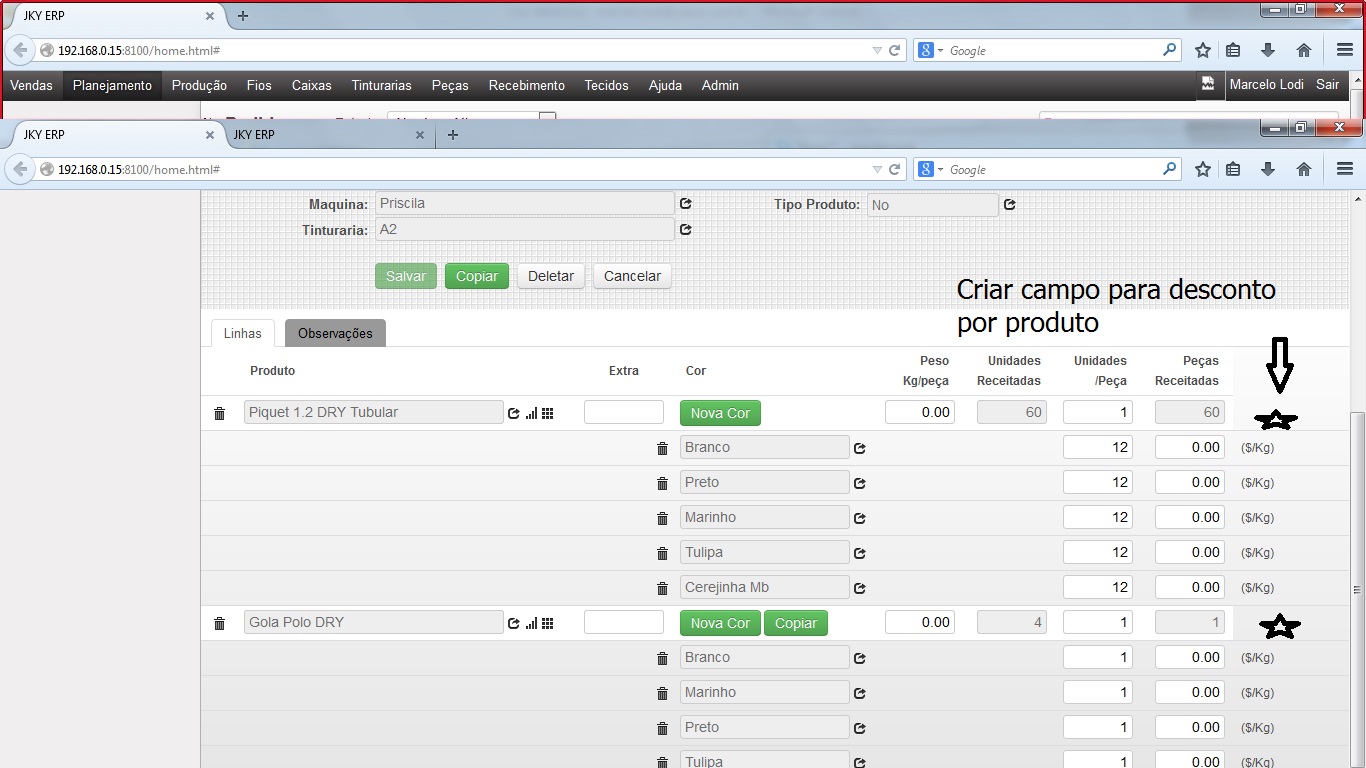 JKY ERP
192.168.0.15:8100/home.html#
Google
Vendas Planejamento Produção Fios Caixas Tinturarias Peças Recebimento Tecidos Ajuda Admin Marcelo Lodi Sair
JKY ERP JKY ERP
192.168.0.15:8100/home.html#
Google
Maquina: Priscila Tipo Produto: No
Tinturaria: A2
Salvar Copiar Deletar Cancelar
Criar campo para desconto
por produto
Linhas Observações
Produto Extra Cor Peso Kg/peça Unidades Receitadas Unidades /Peça Peças Receitadas
Piquet 1.2 DRY Tubular Nova Cor 0.00 60 1 60
Branco 12 0.00 ($/Kg)
Preto 12 0.00 ($/Kg)
Marinho 12 0.00 ($/Kg)
Tulipa 12 0.00 ($/Kg)
Cerejinha Mb 12 0.00 ($/Kg)
Gola Polo DRY Nova Cor Copiar 0.00 4 1 1
Branco 1 0.00 ($/Kg)
Marinho 1 0.00 ($/Kg)
Preto 1 0.00 ($/Kg)
Tulipa 1 0.00 ($/Kg)